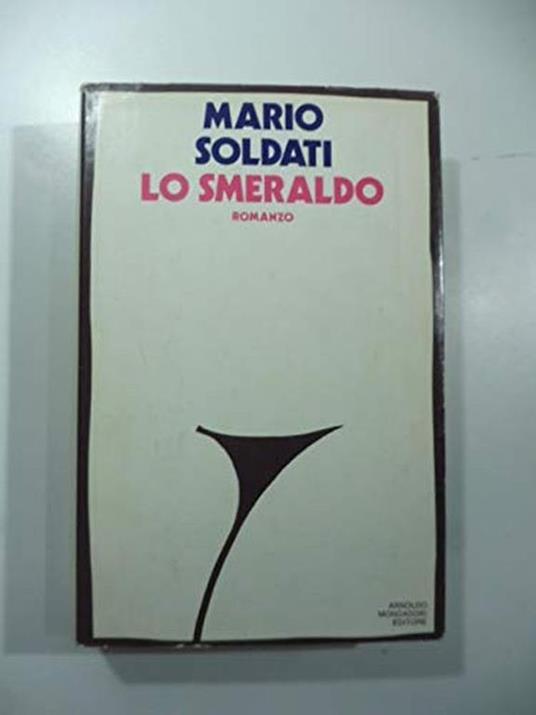 MARIO
SOLDATI
LO SMERALDO
ROMANZO
ARNOLDO
MONDADORI
EDITORE